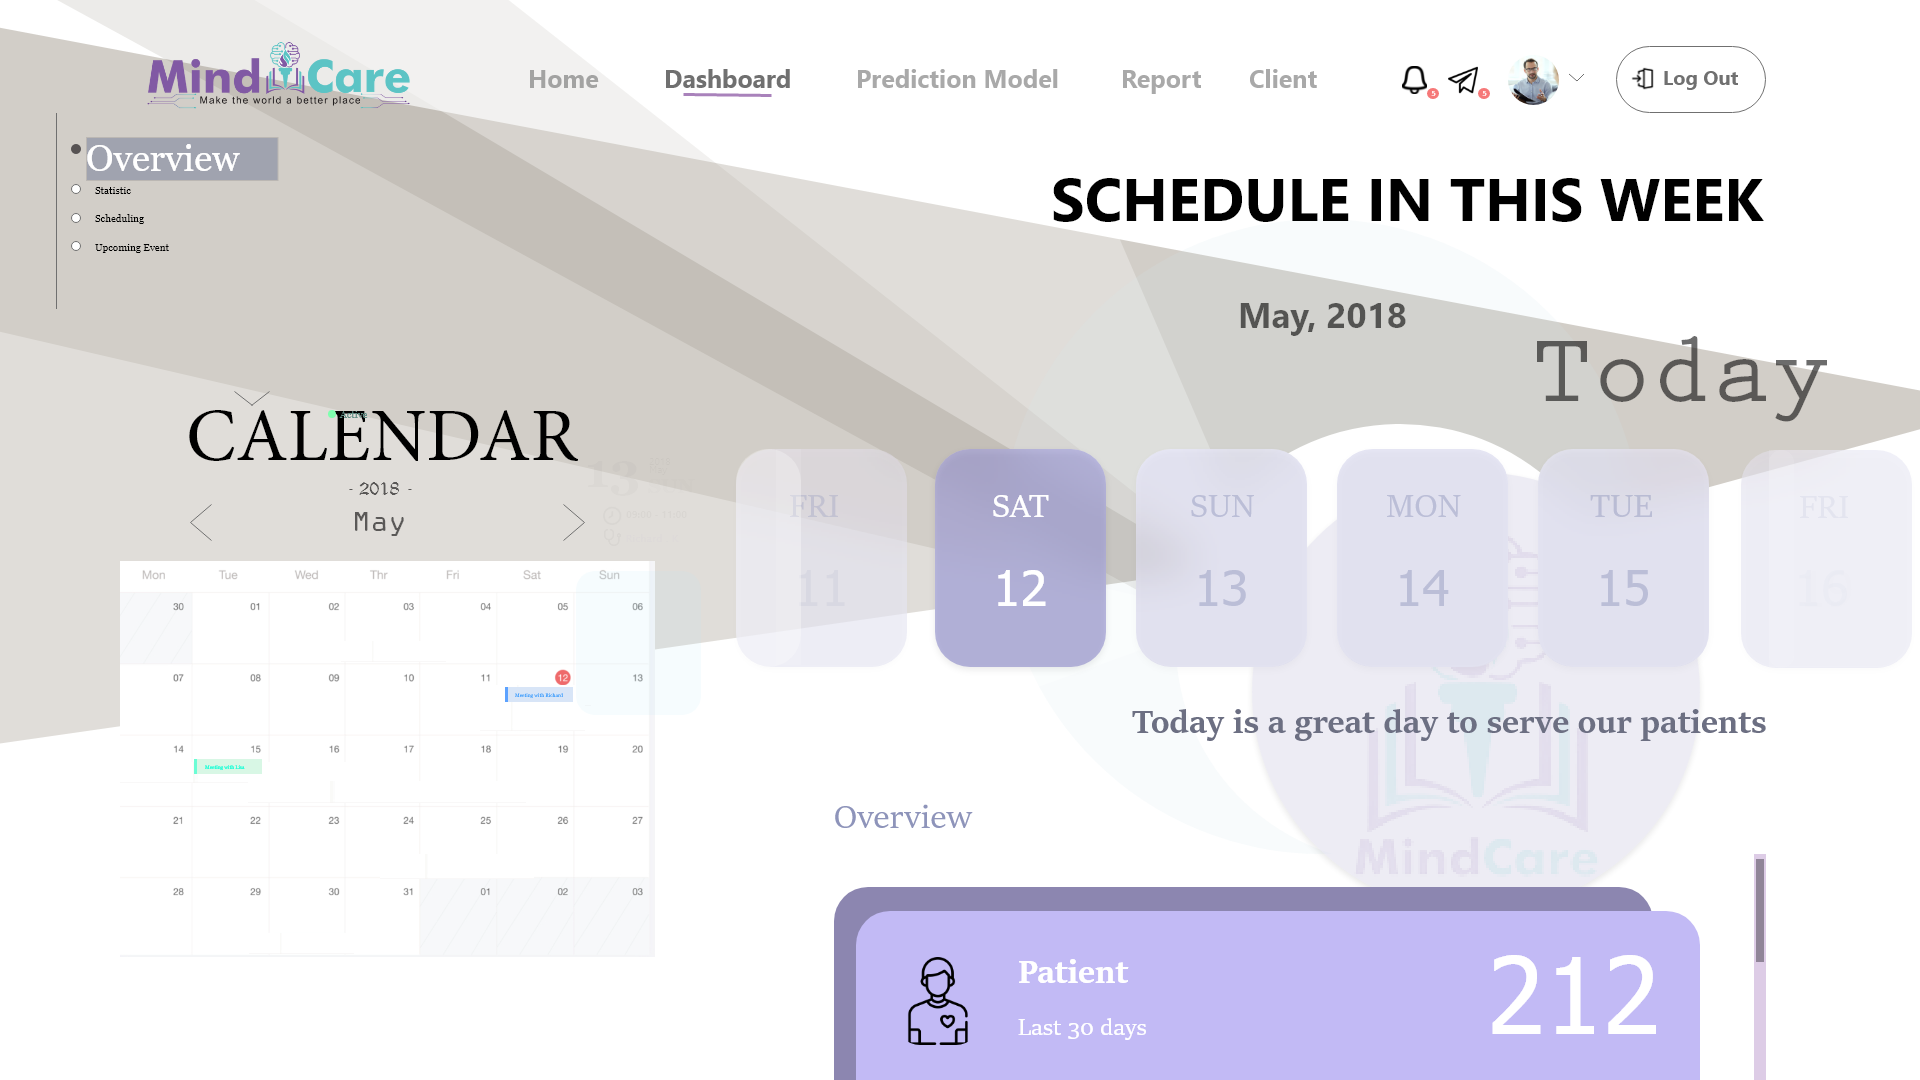 MindCare
Make the world a better place
Home
Dashboard
Prediction Model
Report
Client
5
5
Log Out
Overview
Statistic
Scheduling
Upcoming Event
SCHEDULE IN THIS WEEK
May, 2018
Today
Active
CALENDAR
- 2018 -
May
Mon Tue Wed Thr Fri Sat Sun
30 01 02 03 04 05 06
07 08 09 10 11 12 13
Meeting with Richard
14 15 16 17 18 19 20
Meeting with Lisa
21 22 23 24 25 26 27
28 29 30 31 01 02 03
13
FRI SAT SUN MON TUE FRI
11 12 13 14 15 16
Today is a great day to serve our patients
MindCare
Overview
Patient
Last 30 days
212